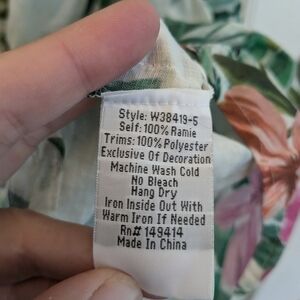 Style: W38419-S
Self: 100% Ramie
Trims: 100% Polyester
Exclusive Of Decoration
Machine Wash Cold
No Bleach
Hang Dry
Iron Inside Out With
Warm Iron If Needed
Rn# 149414
Made In China